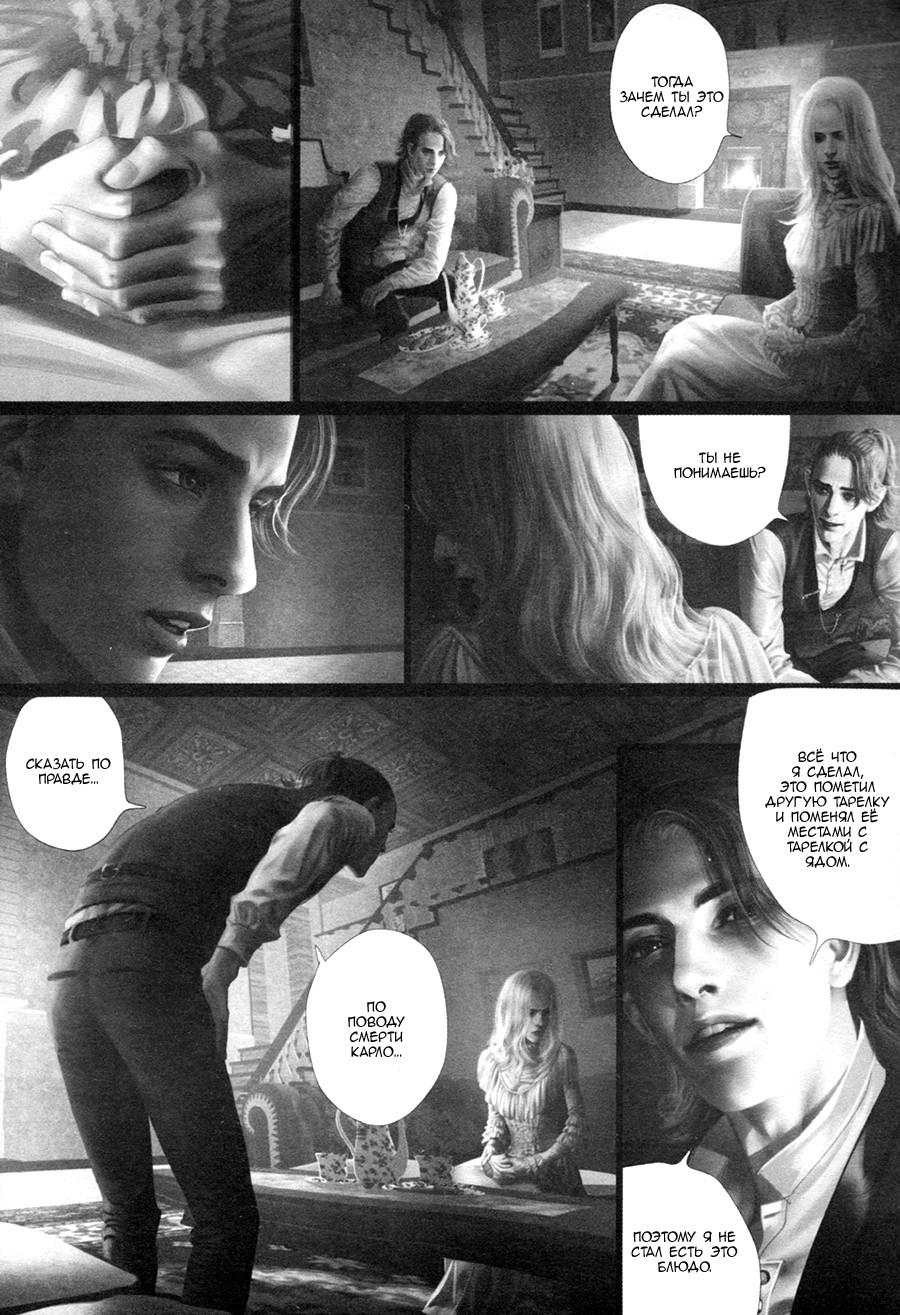 ТОГДА
ЗАЧЕМ ТЫ ЭТО
СДЕЛАЛ?
ТЫ НЕ
ПОНИМАЕШЬ?
СКАЗАТЬ ПО
ПРАВДЕ...
ПО
ПОВОДУ
СМЕРТИ
КАРЛО...
ВСЁ ЧТО
Я СДЕЛАЛ,
ЭТО ПОМЕТИЛ
ДРУГУЮ ТАРЕЛКУ
И ПОМЕНЯЛ ЕЁ
МЕСТАМИ С
ТАРЕЛКОЙ С
ЯДОМ.
ПОЭТОМУ Я НЕ
СТАЛ ЕСТЬ ЭТО
БЛЮДО.